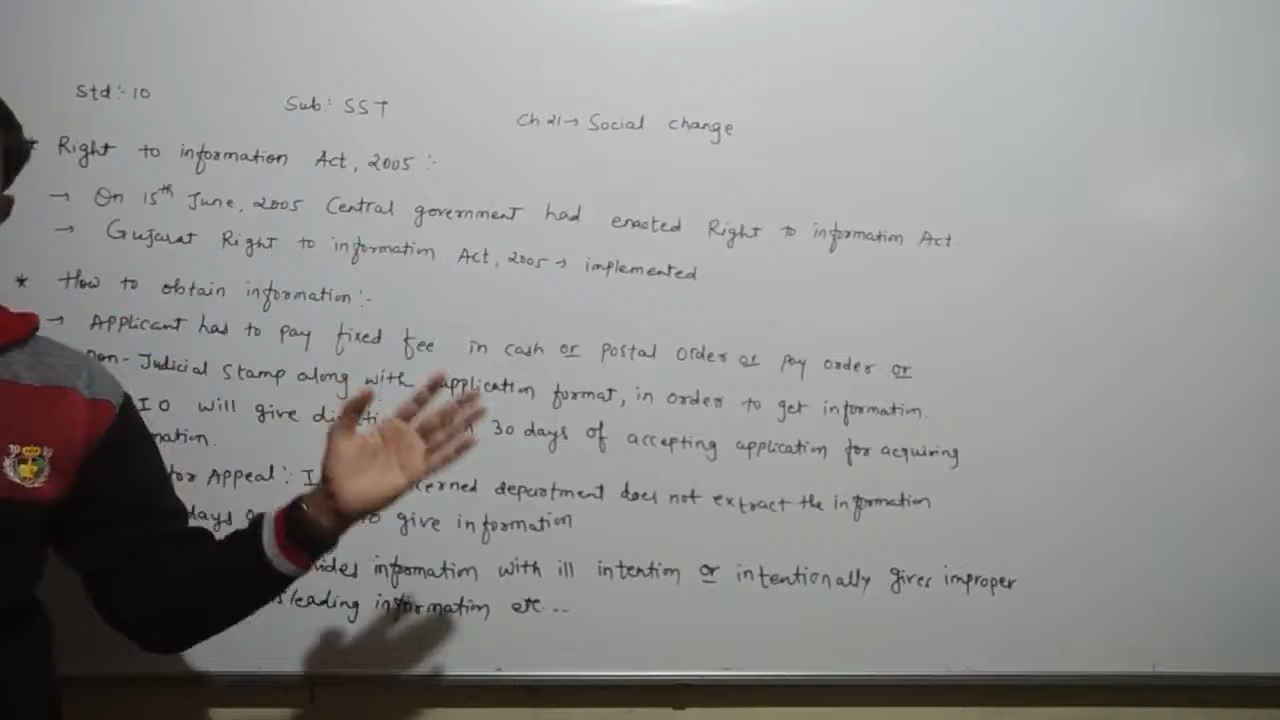 Std :- 10
Sub : SST
Ch. 21 → Social change
* Right to information Act, 2005 :-
→ On 15th June, 2005 Central government had enacted Right to information Act
→ Gujarat Right to information Act, 2005 → implemented
* How to obtain information :-
→ Applicant has to pay fixed fee in cash or postal order or pay order or
Non-Judicial stamp along with application format, in order to get information.
IO will give 30 days of accepting application for acquiring
mation.
for Appeal : cerned department does not extract the information
days to give information
vides information with ill intention or intentionally gives improper
leading information etc...